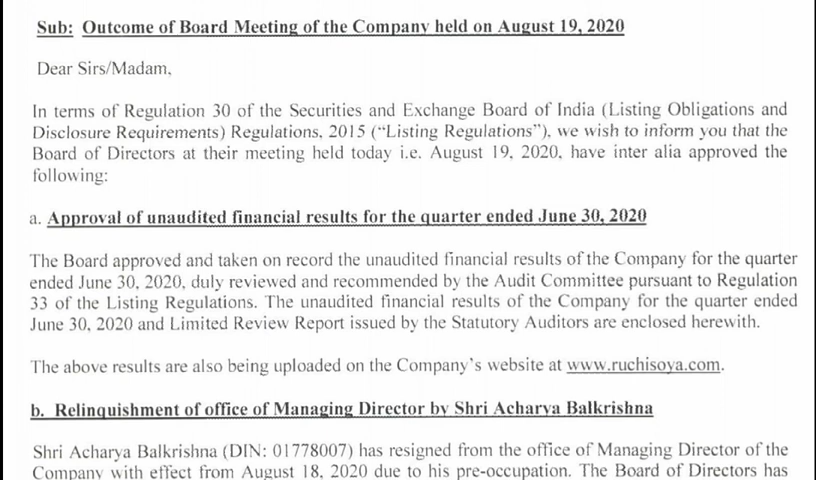 Sub: Outcome of Board Meeting of the Company held on August 19, 2020
Dear Sirs/Madam,
In terms of Regulation 30 of the Securities and Exchange Board of India (Listing Obligations and
Disclosure Requirements) Regulations, 2015 (“Listing Regulations”), we wish to inform you that the
Board of Directors at their meeting held today i.e. August 19, 2020, have inter alia approved the
following:
a. Approval of unaudited financial results for the quarter ended June 30, 2020
The Board approved and taken on record the unaudited financial results of the Company for the quarter
ended June 30, 2020, duly reviewed and recommended by the Audit Committee pursuant to Regulation
33 of the Listing Regulations. The unaudited financial results of the Company for the quarter ended
June 30, 2020 and Limited Review Report issued by the Statutory Auditors are enclosed herewith.
The above results are also being uploaded on the Company’s website at www.ruchisoya.com.
b. Relinquishment of office of Managing Director by Shri Acharya Balkrishna
Shri Acharya Balkrishna (DIN: 01778007) has resigned from the office of Managing Director of the
Company with effect from August 18, 2020 due to his pre-occupation. The Board of Directors has